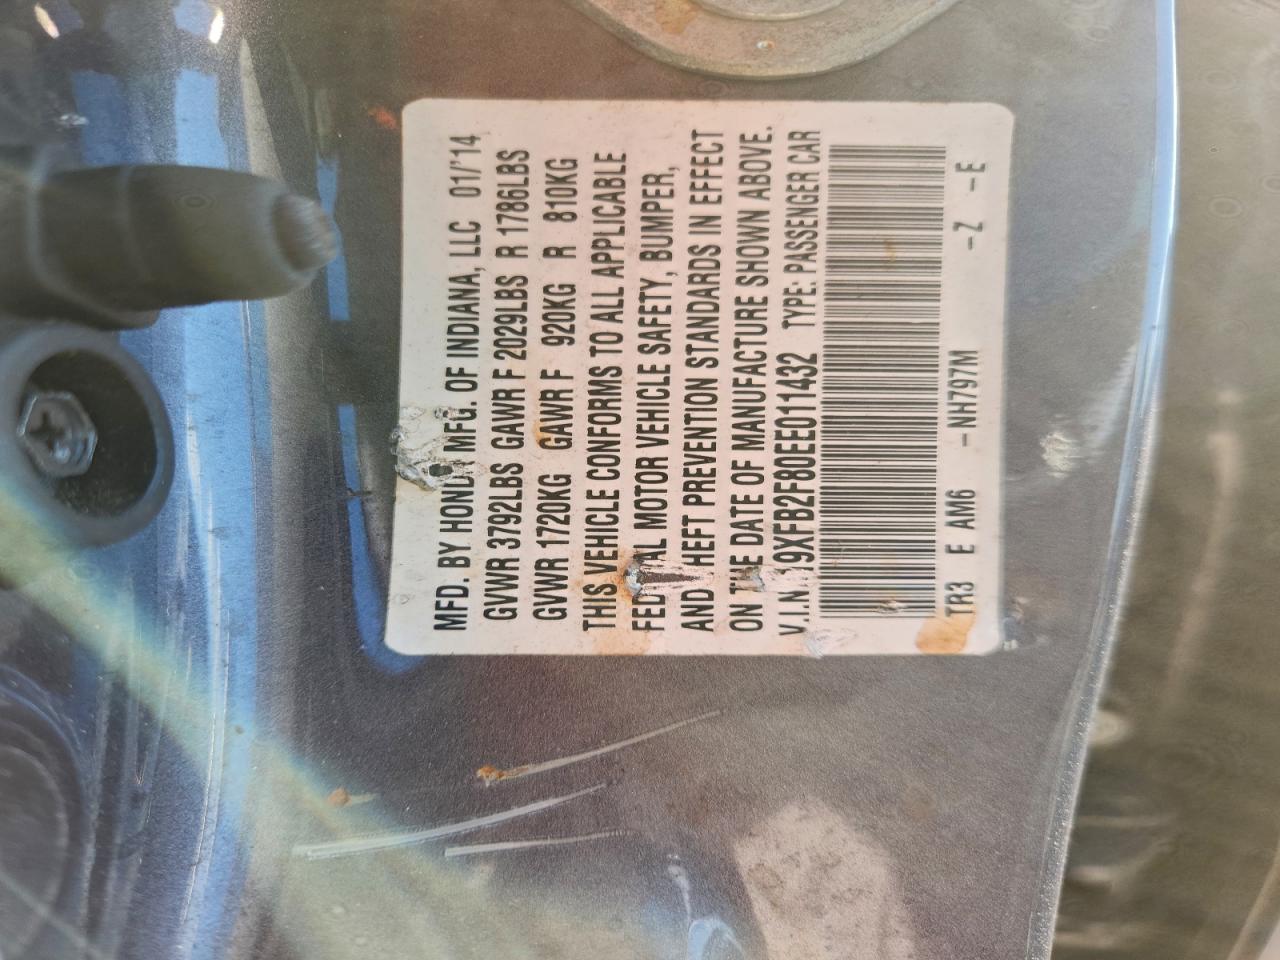 MFD. BY HONDA MFG. OF INDIANA, LLC 01/'14
GVWR 3792LBS GAWR F 2029LBS R 1786LBS
GVWR 1720KG GAWR F 920KG R 810KG
THIS VEHICLE CONFORMS TO ALL APPLICABLE
FEDERAL MOTOR VEHICLE SAFETY, BUMPER,
AND THEFT PREVENTION STANDARDS IN EFFECT
ON THE DATE OF MANUFACTURE SHOWN ABOVE.
V.I.N. 19XFB2F80EE011432 TYPE: PASSENGER CAR
TR3 E AM6 -NH797M -Z -E